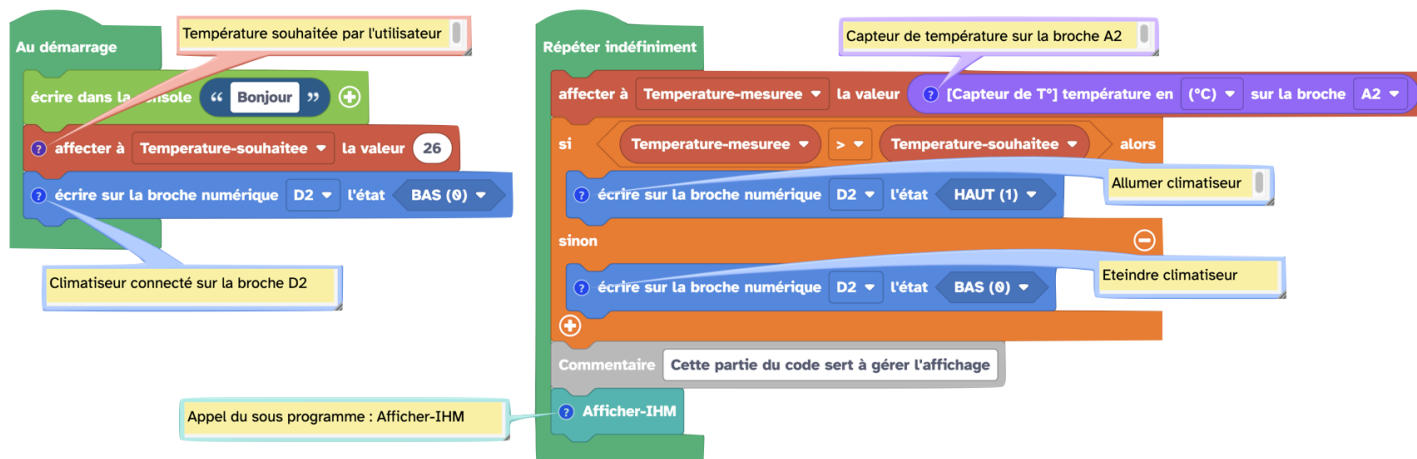 Au démarrage
Température souhaitée par l'utilisateur
écrire dans la console “ Bonjour ”
? affecter à Temperature-souhaitee la valeur 26
? écrire sur la broche numérique D2 l'état BAS (0)
Climatiseur connecté sur la broche D2
Répéter indéfiniment
Capteur de température sur la broche A2
affecter à Temperature-mesuree la valeur ? [Capteur de T°] température en (°C) sur la broche A2
si Temperature-mesuree > Temperature-souhaitee alors
? écrire sur la broche numérique D2 l'état HAUT (1)
Allumer climatiseur
sinon
? écrire sur la broche numérique D2 l'état BAS (0)
Eteindre climatiseur
Commentaire Cette partie du code sert à gérer l'affichage
? Afficher-IHM
Appel du sous programme : Afficher-IHM